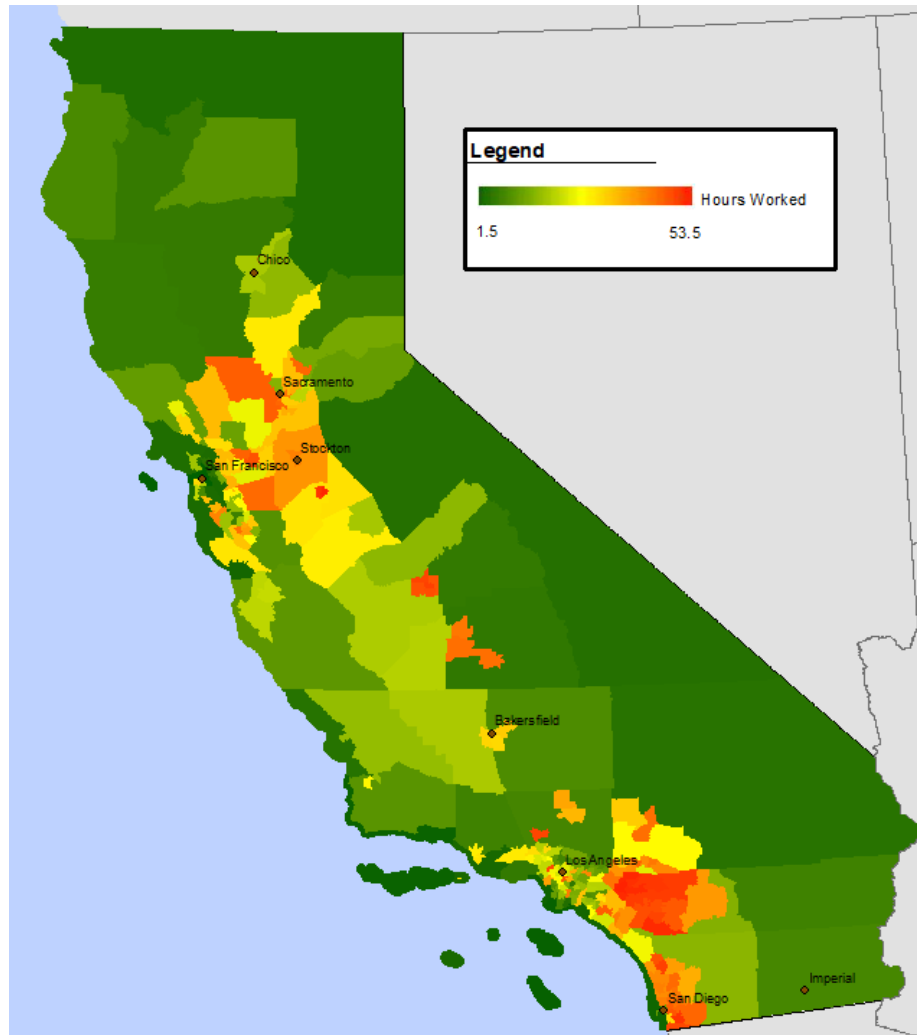 Legend
Hours Worked
1.5
53.5
Chico
Sacramento
Stockton
San Francisco
Bakersfield
Los Angeles
Imperial
San Diego